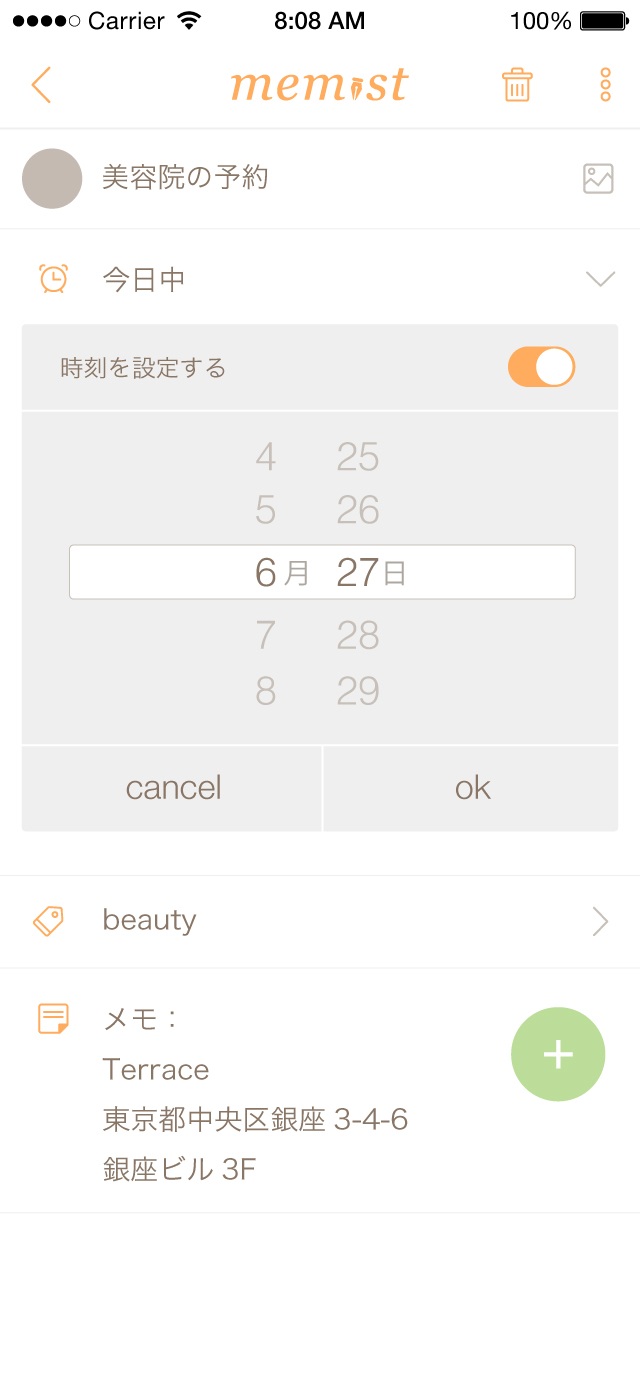 Carrier 8:08 AM 100%
memist
美容院の予約
今日中
時刻を設定する
4 25
5 26
6月 27日
7 28
8 29
cancel ok
beauty
メモ：
Terrace
東京都中央区銀座 3-4-6
銀座ビル 3F